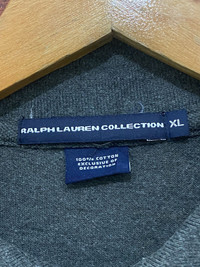 RALPH LAUREN COLLECTION XL
100% COTTON
EXCLUSIVE OF
DECORATION